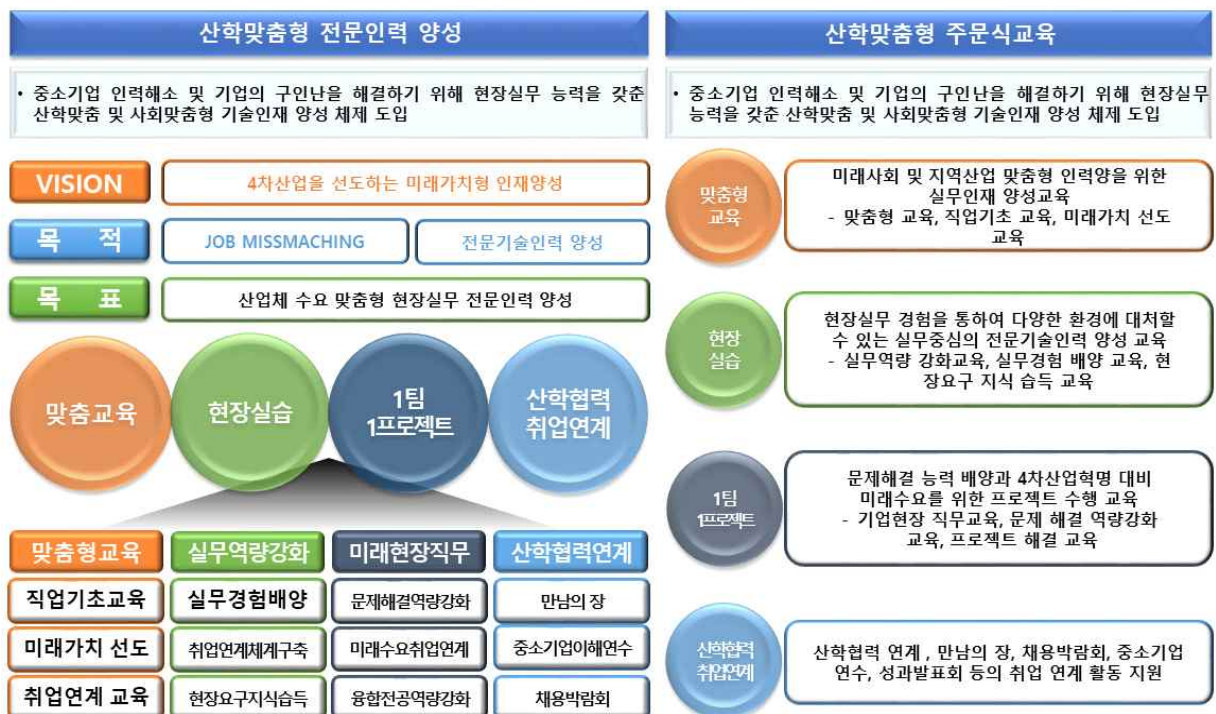 산학맞춤형 전문인력 양성
• 중소기업 인력해소 및 기업의 구인난을 해결하기 위해 현장실무 능력을 갖춘
산학맞춤 및 사회맞춤형 기술인재 양성 체제 도입
VISION
4차산업을 선도하는 미래가치형 인재양성
목 적
JOB MISSMACHING
전문기술인력 양성
목 표
산업체 수요 맞춤형 현장실무 전문인력 양성
맞춤교육
현장실습
1팀
1프로젝트
산학협력
취업연계
맞춤형교육
실무역량강화
미래현장직무
산학협력연계
직업기초교육
실무경험배양
문제해결역량강화
만남의 장
미래가치 선도
취업연계체계구축
미래수요취업연계
중소기업이해연수
취업연계 교육
현장요구지식습득
융합전공역량강화
채용박람회
산학맞춤형 주문식교육
• 중소기업 인력해소 및 기업의 구인난을 해결하기 위해 현장실무
능력을 갖춘 산학맞춤 및 사회맞춤형 기술인재 양성 체제 도입
맞춤형
교육
미래사회 및 지역산업 맞춤형 인력양을 위한
실무인재 양성교육
- 맞춤형 교육, 직업기초 교육, 미래가치 선도
교육
현장
실습
현장실무 경험을 통하여 다양한 환경에 대처할
수 있는 실무중심의 전문기술인력 양성 교육
- 실무역량 강화교육, 실무경험 배양 교육, 현
장요구 지식 습득 교육
1팀
1프로젝트
문제해결 능력 배양과 4차산업혁명 대비
미래수요를 위한 프로젝트 수행 교육
- 기업현장 직무교육, 문제 해결 역량강화
교육, 프로젝트 해결 교육
산학협력
취업연계
산학협력 연계 , 만남의 장, 채용박람회, 중소기업
연수, 성과발표회 등의 취업 연계 활동 지원